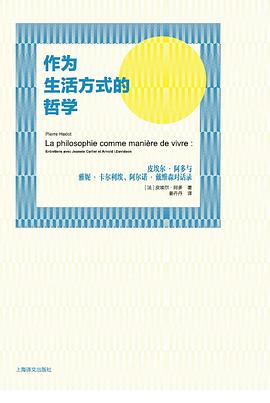 作为
生活方式的
哲学
Pierre Hadot
La philosophie comme manière de vivre :
Entretiens avec Jeannie Carlier et Arnold I.Davidson
皮埃尔·阿多与
雅妮·卡尔利埃、阿尔诺·戴维森对话录
[法] 皮埃尔·阿多 著
姜丹丹 译
上海译文出版社